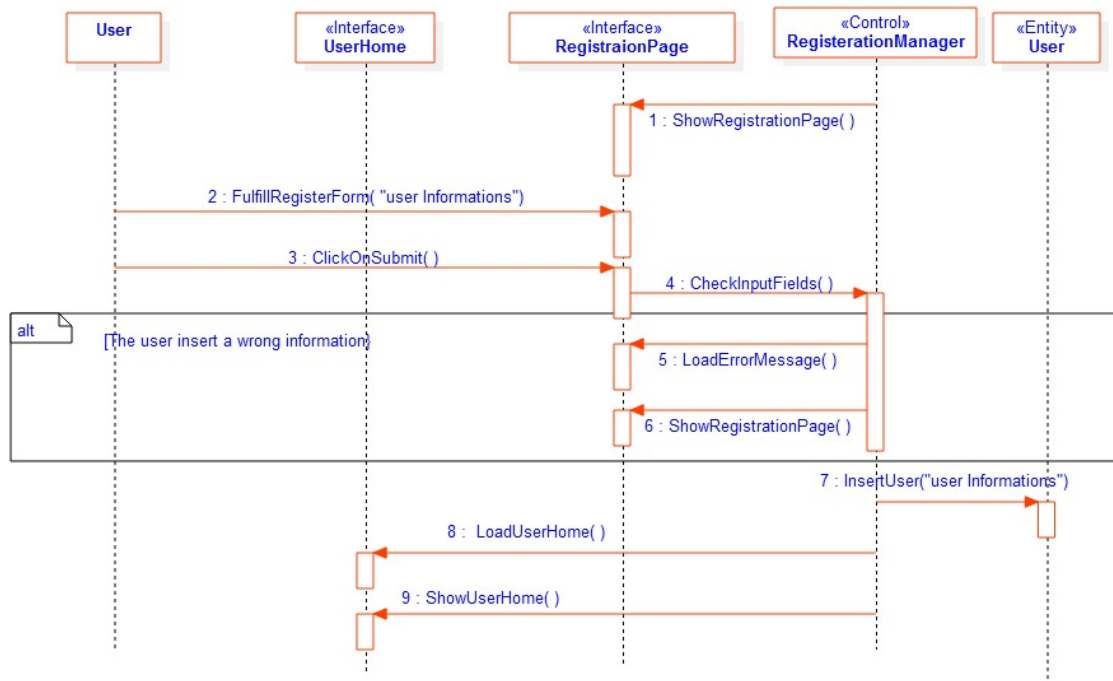 User
«Interface»
UserHome
«Interface»
RegistraionPage
«Control»
RegisterationManager
«Entity»
User
1 : ShowRegistrationPage( )
2 : FulfillRegisterForm( "user Informations")
3 : ClickOnSubmit( )
4 : CheckInputFields( )
alt
[The user insert a wrong information}
5 : LoadErrorMessage( )
6 : ShowRegistrationPage( )
7 : InsertUser("user Informations")
8 : LoadUserHome( )
9 : ShowUserHome( )